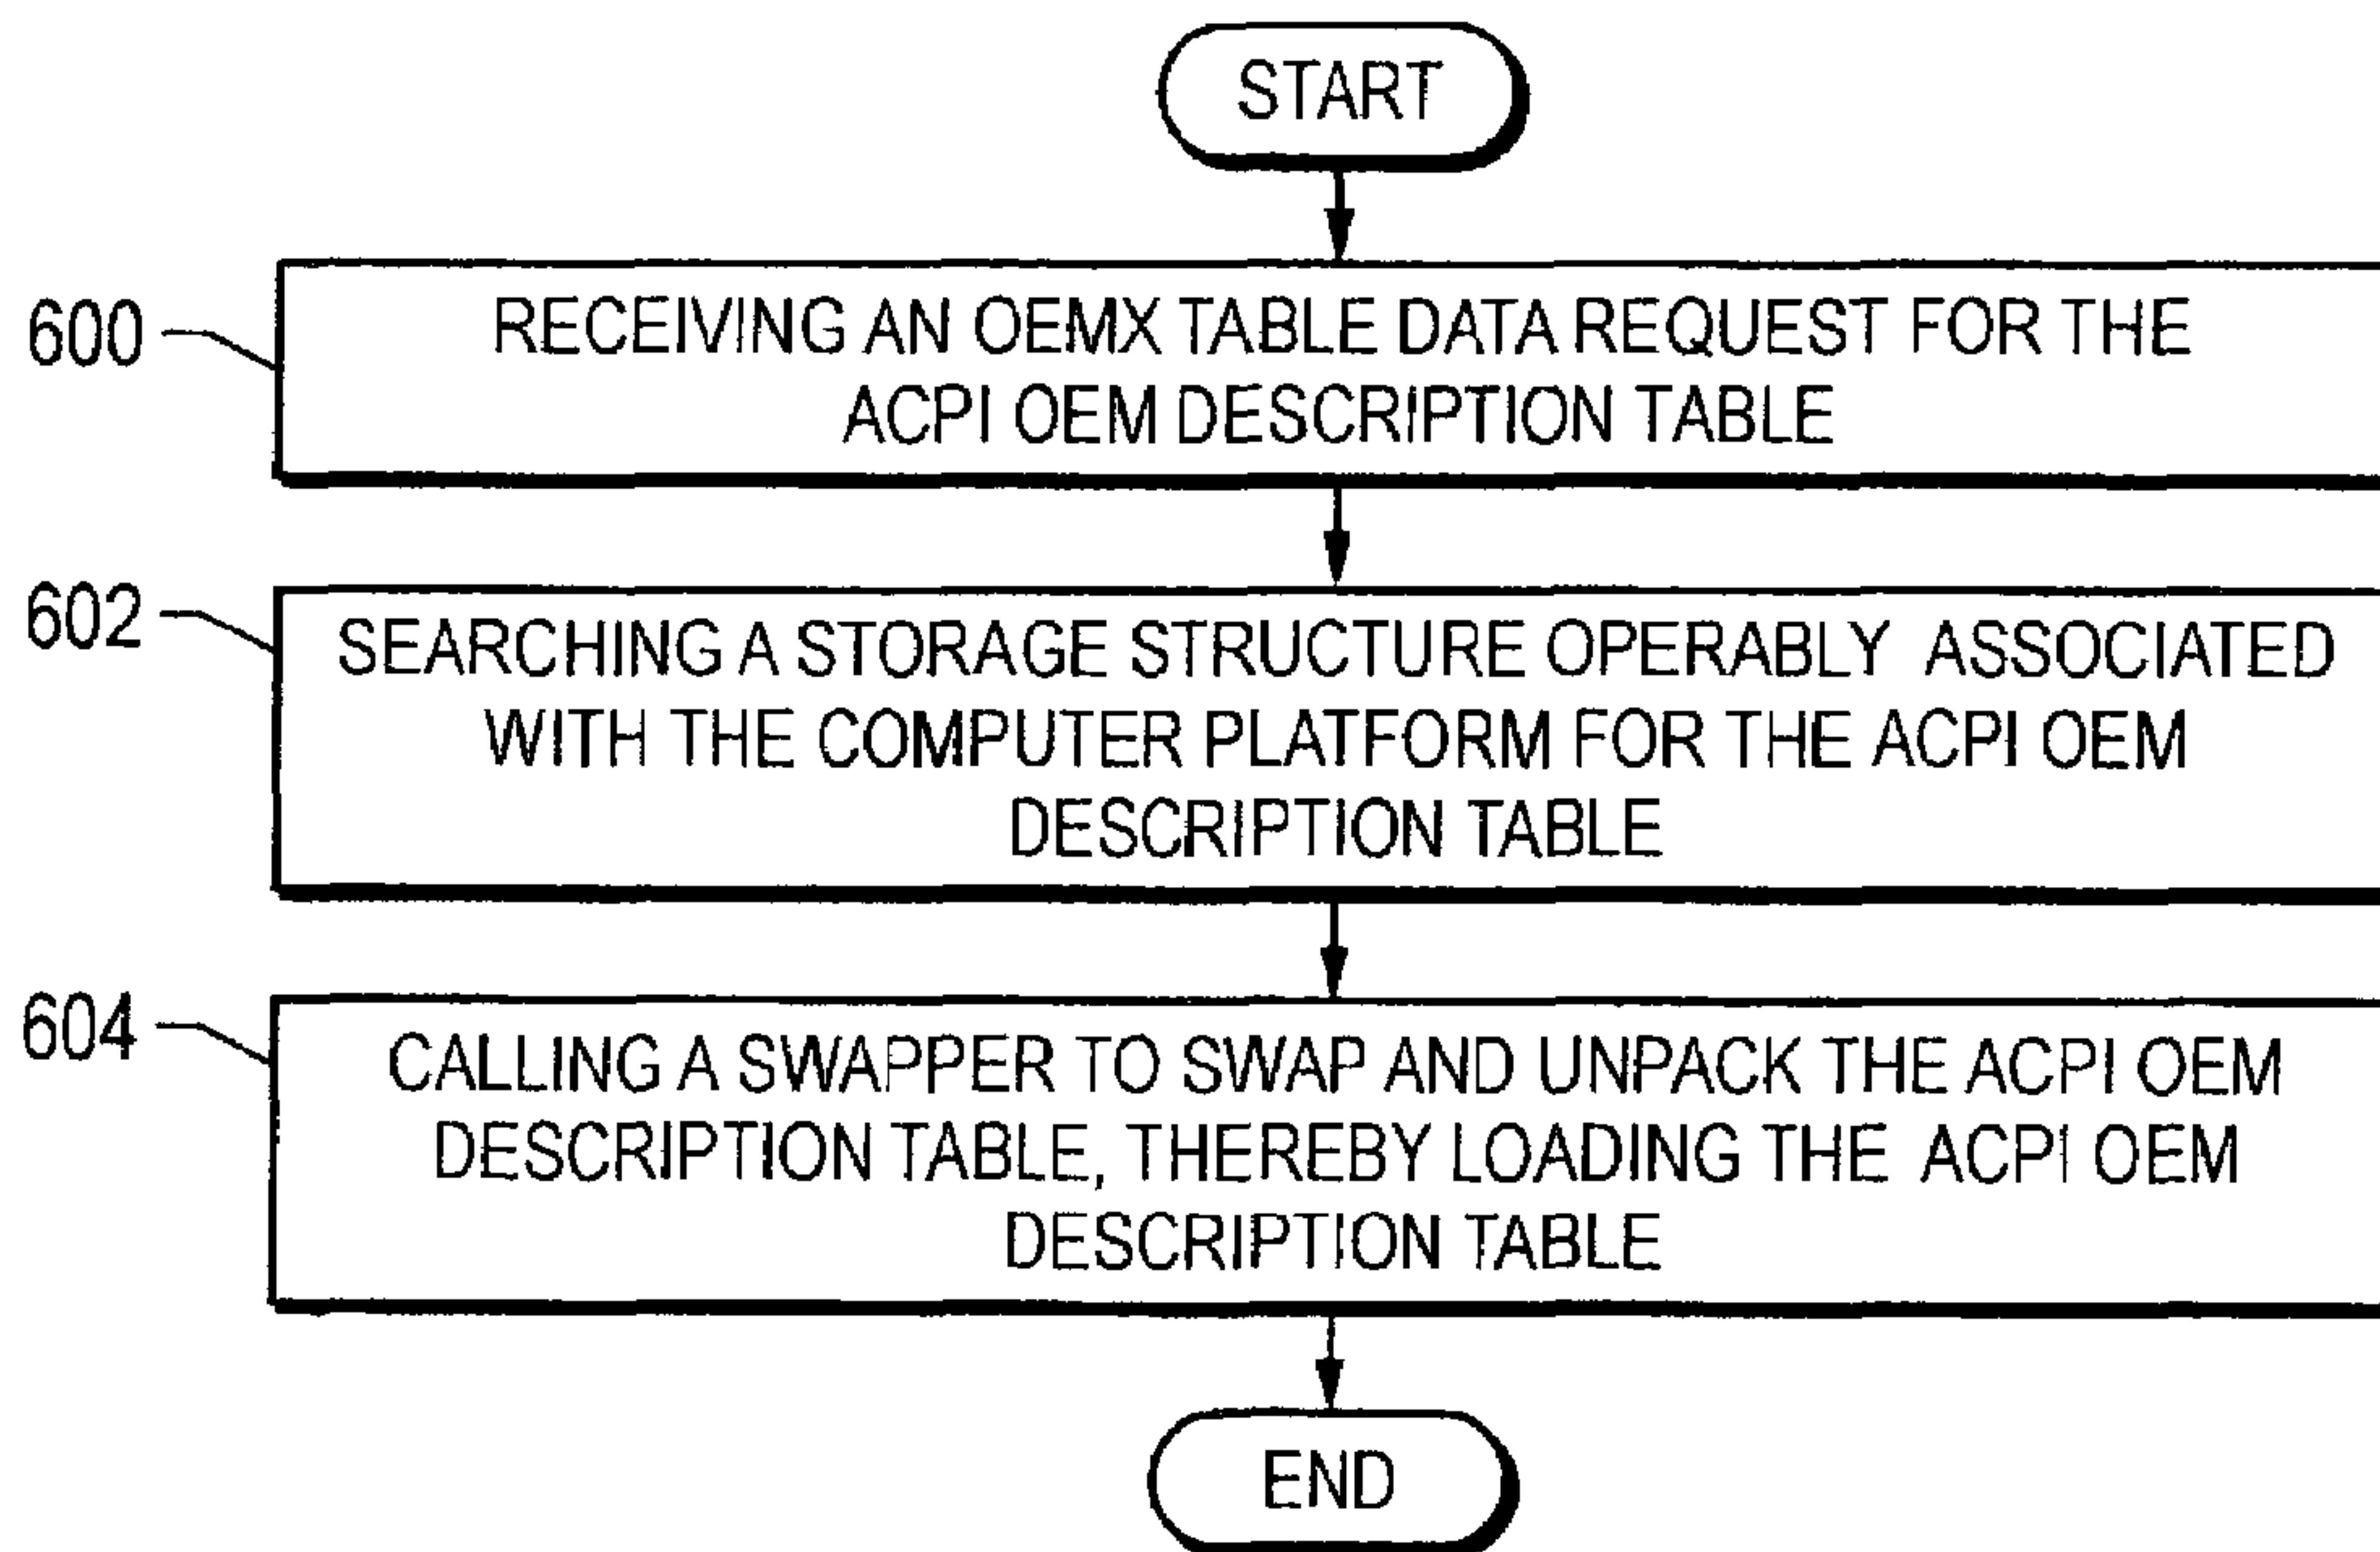 START
600
RECEIVING AN OEMX TABLE DATA REQUEST FOR THE
ACPI OEM DESCRIPTION TABLE
602
SEARCHING A STORAGE STRUCTURE OPERABLY ASSOCIATED
WITH THE COMPUTER PLATFORM FOR THE ACPI OEM
DESCRIPTION TABLE
604
CALLING A SWAPPER TO SWAP AND UNPACK THE ACPI OEM
DESCRIPTION TABLE, THEREBY LOADING THE ACPI OEM
DESCRIPTION TABLE
END